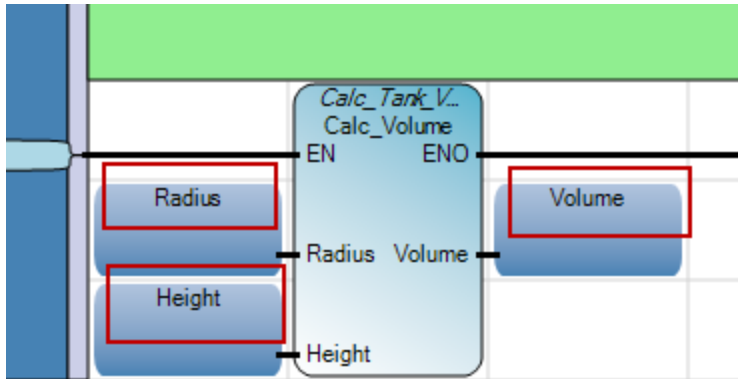 Calc_Tank_V...
Calc_Volume
EN ENO
Radius
Volume
Radius Volume
Height
Height